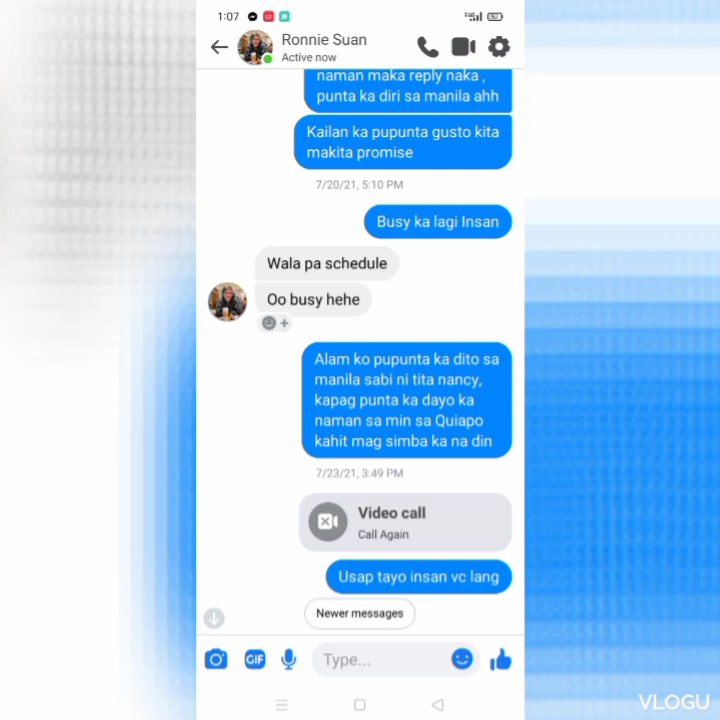 1:07
Ronnie Suan
Active now
naman maka reply naka ,
punta ka diri sa manila ahh
Kailan ka pupunta gusto kita
makita promise
7/20/21, 5:10 PM
Busy ka lagi Insan
Wala pa schedule
Oo busy hehe
Alam ko pupunta ka dito sa
manila sabi ni tita nancy,
kapag punta ka dayo ka
naman sa min sa Quiapo
kahit mag simba ka na din
7/23/21, 3:49 PM
Video call
Call Again
Usap tayo insan vc lang
Newer messages
GIF
Type...
VLOGU